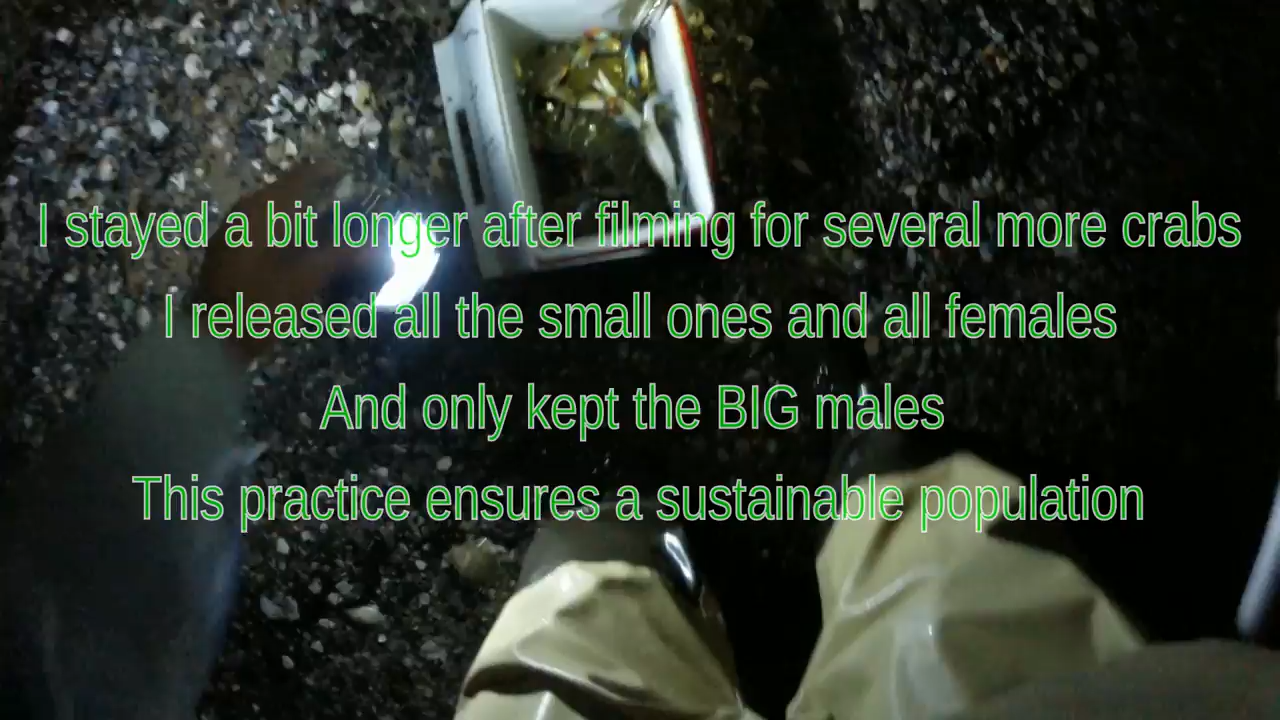 I stayed a bit longer after filming for several more crabs
I released all the small ones and all females
And only kept the BIG males
This practice ensures a sustainable population